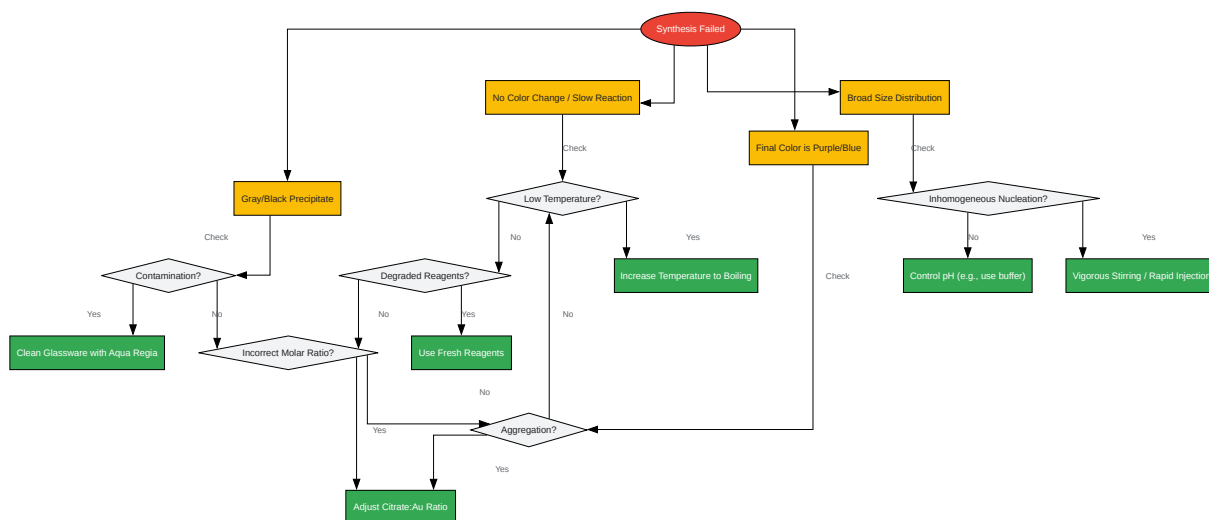 Synthesis Failed
No Color Change / Slow Reaction
Broad Size Distribution
Final Color is Purple/Blue
Check
Check
Gray/Black Precipitate
Low Temperature?
Inhomogeneous Nucleation?
Check
No
Yes
No
Yes
Contamination?
Degraded Reagents?
Increase Temperature to Boiling
Check
Control pH (e.g., use buffer)
Vigorous Stirring / Rapid Injection
Yes
No
No
Yes
No
Clean Glassware with Aqua Regia
Incorrect Molar Ratio?
Use Fresh Reagents
No
Yes
Aggregation?
Yes
Adjust Citrate:Au Ratio